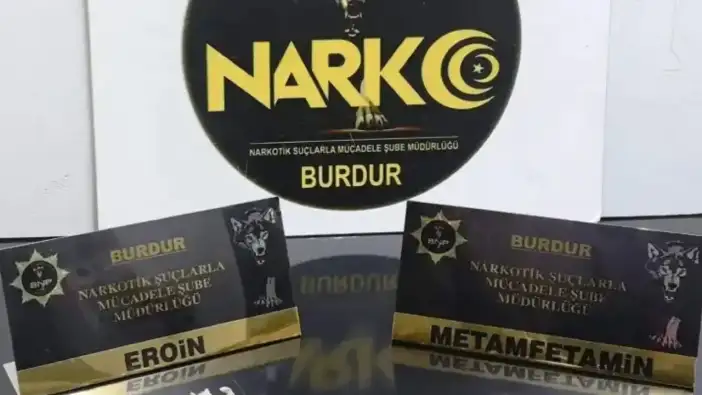 NARKO
NARKOTİK SUÇLARLA MÜCADELE ŞUBE MÜDÜRLÜĞÜ
BURDUR
BURDUR
NARKOTİK SUÇLARLA
MÜCADELE ŞUBE
MÜDÜRLÜĞÜ
EROİN
BURDUR
NARKOTİK SUÇLARLA
MÜCADELE ŞUBE
MÜDÜRLÜĞÜ
METAMFETAMİN